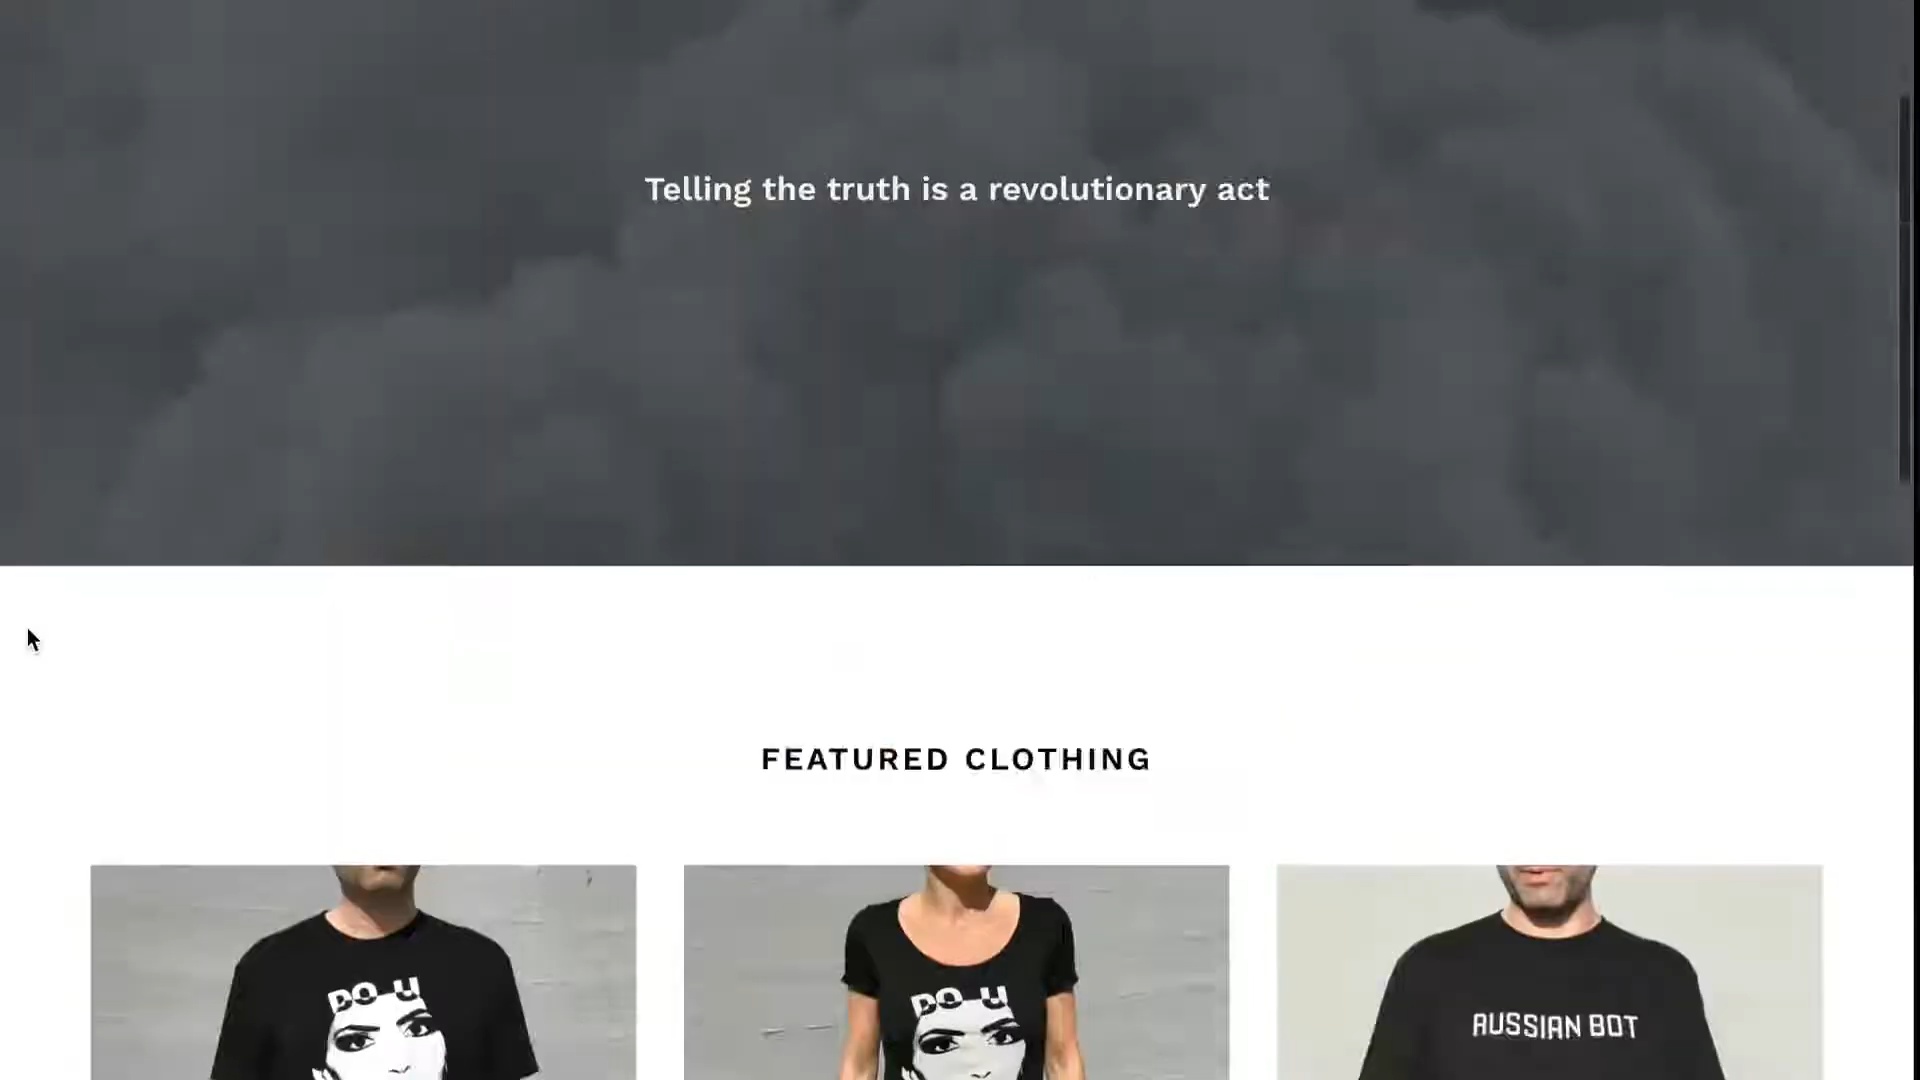 Telling the truth is a revolutionary act
FEATURED CLOTHING
DO U
DO U
RUSSIAN BOT